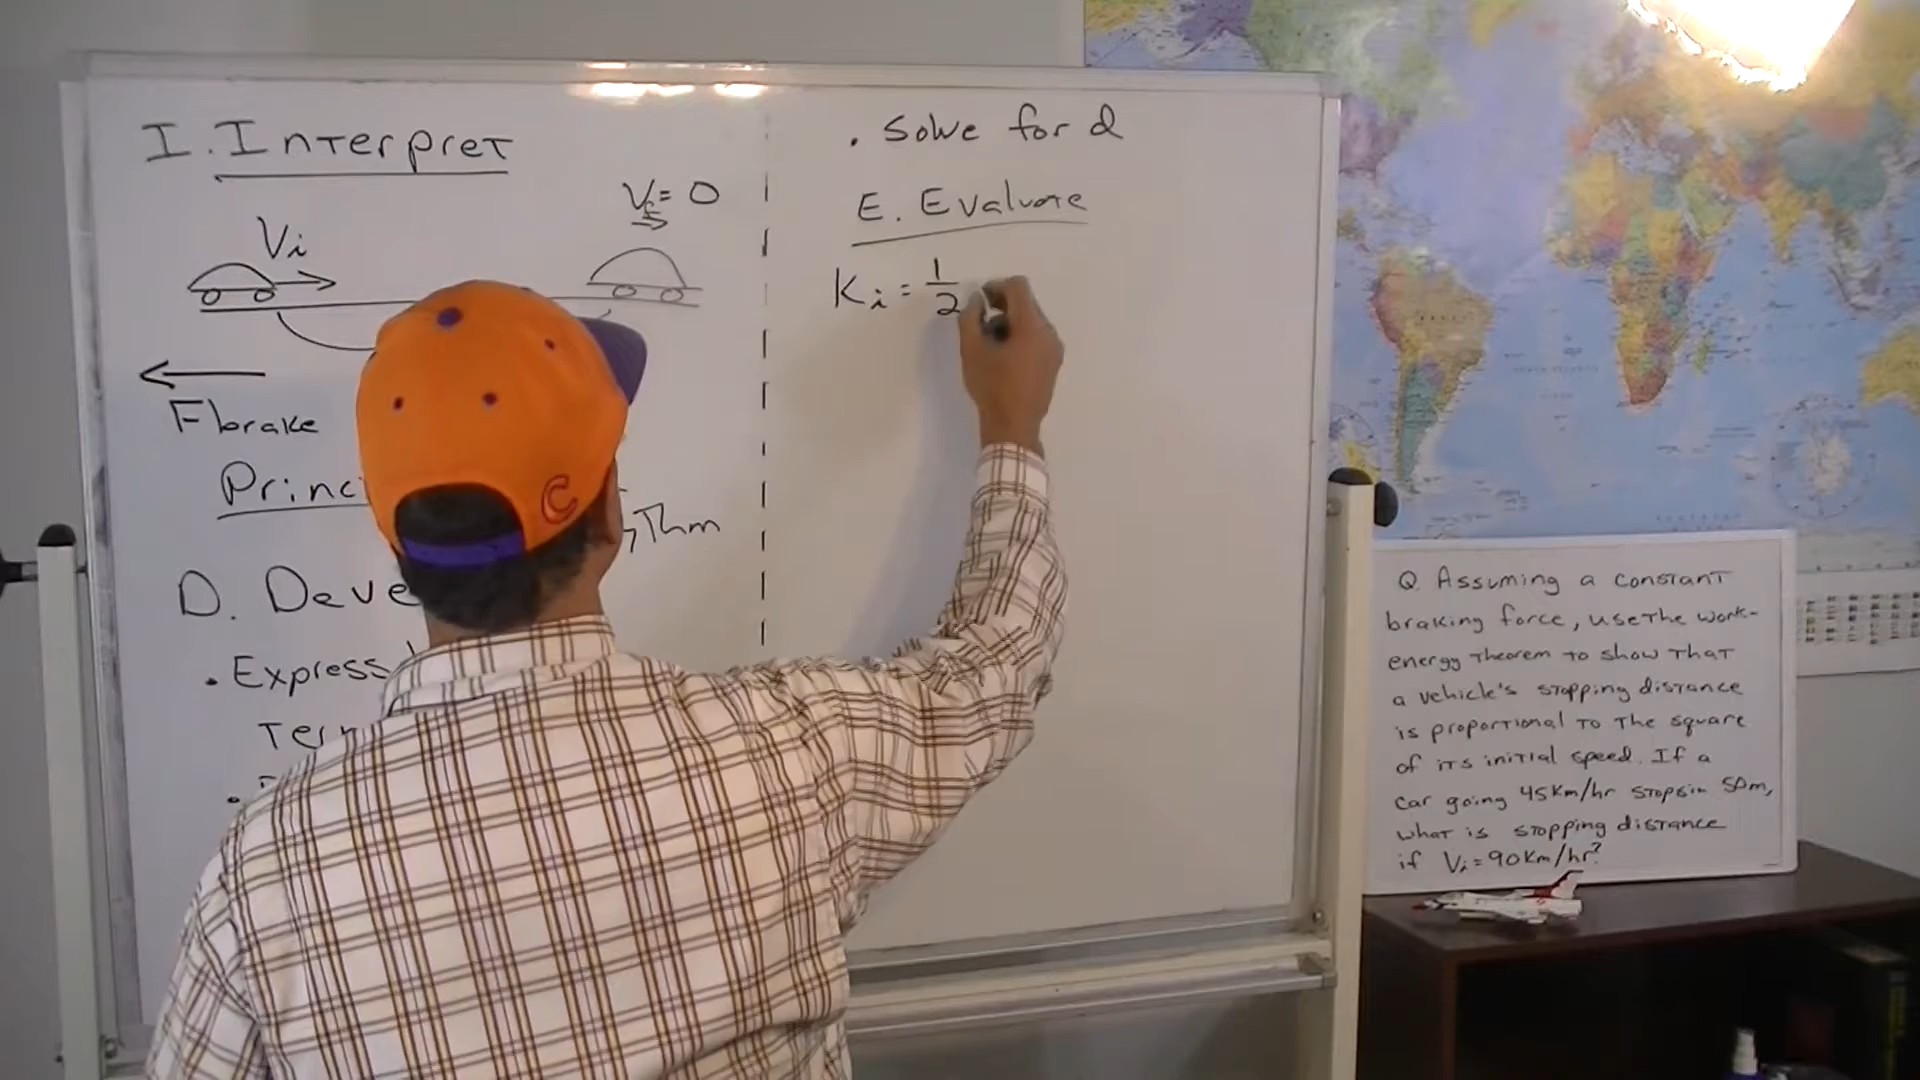 I. Interpret
Vf = 0
Vi
Fbrake
Princi
Thm
D. Deve
• Express
Ter
• Solve for d
E. Evaluate
Ki = 1/2
C
Q. Assuming a constant
braking force, use the work-
energy theorem to show that
a vehicle's stopping distance
is proportional to the square
of its initial speed. If a
car going 45km/hr stops in 50m,
what is stopping distance
if Vi = 90km/hr?